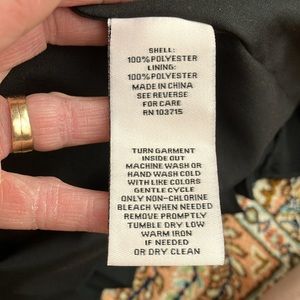 SHELL:
100% POLYESTER
LINING:
100% POLYESTER
MADE IN CHINA
SEE REVERSE
FOR CARE
RN 103715
TURN GARMENT
INSIDE OUT
MACHINE WASH OR
HAND WASH COLD
WITH LIKE COLORS
GENTLE CYCLE
ONLY NON-CHLORINE
BLEACH WHEN NEEDED
REMOVE PROMPTLY
TUMBLE DRY LOW
WARM IRON
IF NEEDED
OR DRY CLEAN